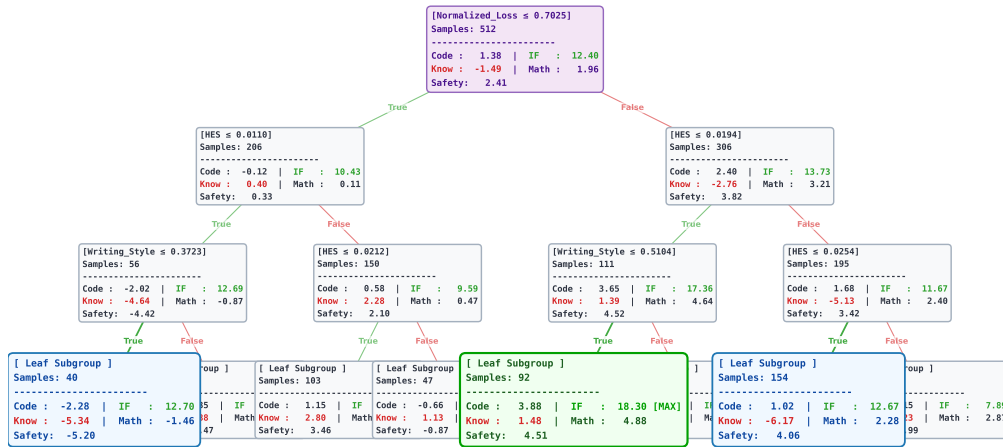 [Normalized_Loss ≤ 0.7025]
Samples: 512
-----------------------
Code :   1.38  |  IF   :  12.40
Know :  -1.49  |  Math :   1.96
Safety:   2.41
True
False
[HES ≤ 0.0110]
Samples: 206
-----------------------
Code :  -0.12  |  IF   :  10.43
Know :   0.40  |  Math :   0.11
Safety:   0.33
[HES ≤ 0.0194]
Samples: 306
-----------------------
Code :   2.40  |  IF   :  13.73
Know :  -2.76  |  Math :   3.21
Safety:   3.82
True
False
True
False
[Writing_Style ≤ 0.3723]
Samples: 56
-----------------------
Code :  -2.02  |  IF   :  12.69
Know :  -4.64  |  Math :  -0.87
Safety:  -4.42
[HES ≤ 0.0212]
Samples: 150
-----------------------
Code :   0.58  |  IF   :   9.59
Know :   2.28  |  Math :   0.47
Safety:   2.10
[Writing_Style ≤ 0.5104]
Samples: 111
-----------------------
Code :   3.65  |  IF   :  17.36
Know :   1.39  |  Math :   4.64
Safety:   4.52
[HES ≤ 0.0254]
Samples: 195
-----------------------
Code :   1.68  |  IF   :  11.67
Know :  -5.13  |  Math :   2.40
Safety:   3.42
True
False
True
False
True
False
True
False
[ Leaf Subgroup ]
Samples: 40
-----------------------
Code :  -2.28  |  IF   :  12.70
Know :  -5.34  |  Math :  -1.46
Safety:  -5.20
| IF
| Math
47
[ Leaf Subgroup ]
Samples: 103
-----------------------
Code :   1.15  |  IF
Know :   2.80  |  Math
Safety:   3.46
[ Leaf Subgroup
Samples: 47
-----------------------
Code :  -0.66  |
Know :   1.13  |
Safety:  -0.87
[ Leaf Subgroup ]
Samples: 92
-----------------------
Code :   3.88  |  IF   :  18.30 [MAX]
Know :   1.48  |  Math :   4.88
Safety:   4.51
| IF
| Math
[ Leaf Subgroup ]
Samples: 154
-----------------------
Code :   1.02  |  IF   :  12.67
Know :  -6.17  |  Math :   2.28
Safety:   4.06
| IF   :   7.89
| Math :   2.87
99